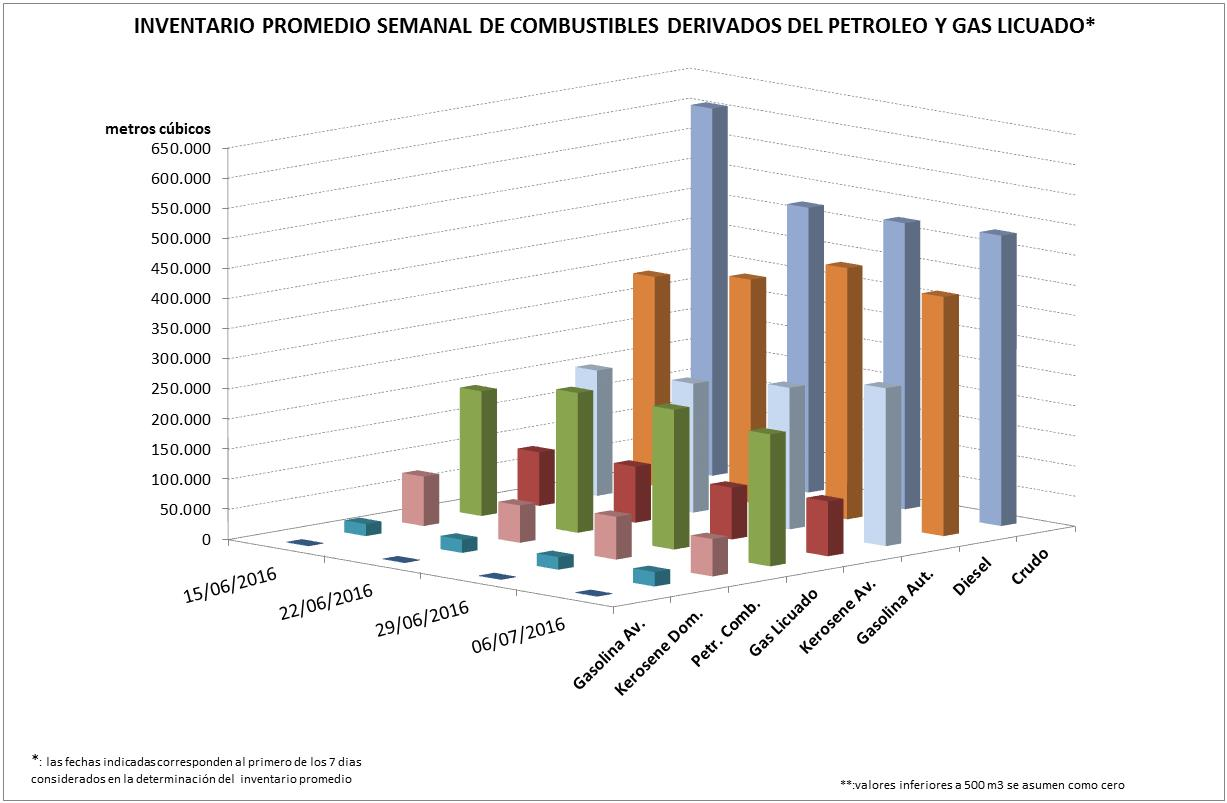 INVENTARIO PROMEDIO SEMANAL DE COMBUSTIBLES DERIVADOS DEL PETROLEO Y GAS LICUADO*
metros cúbicos
650.000
600.000
550.000
500.000
450.000
400.000
350.000
300.000
250.000
200.000
150.000
100.000
50.000
0
15/06/2016
22/06/2016
29/06/2016
06/07/2016
Gasolina Av.
Kerosene Dom.
Petr. Comb.
Gas Licuado
Kerosene Av.
Gasolina Aut.
Diesel
Crudo
*: las fechas indicadas corresponden al primero de los 7 dias
considerados en la determinación del inventario promedio
**:valores inferiores a 500 m3 se asumen como cero